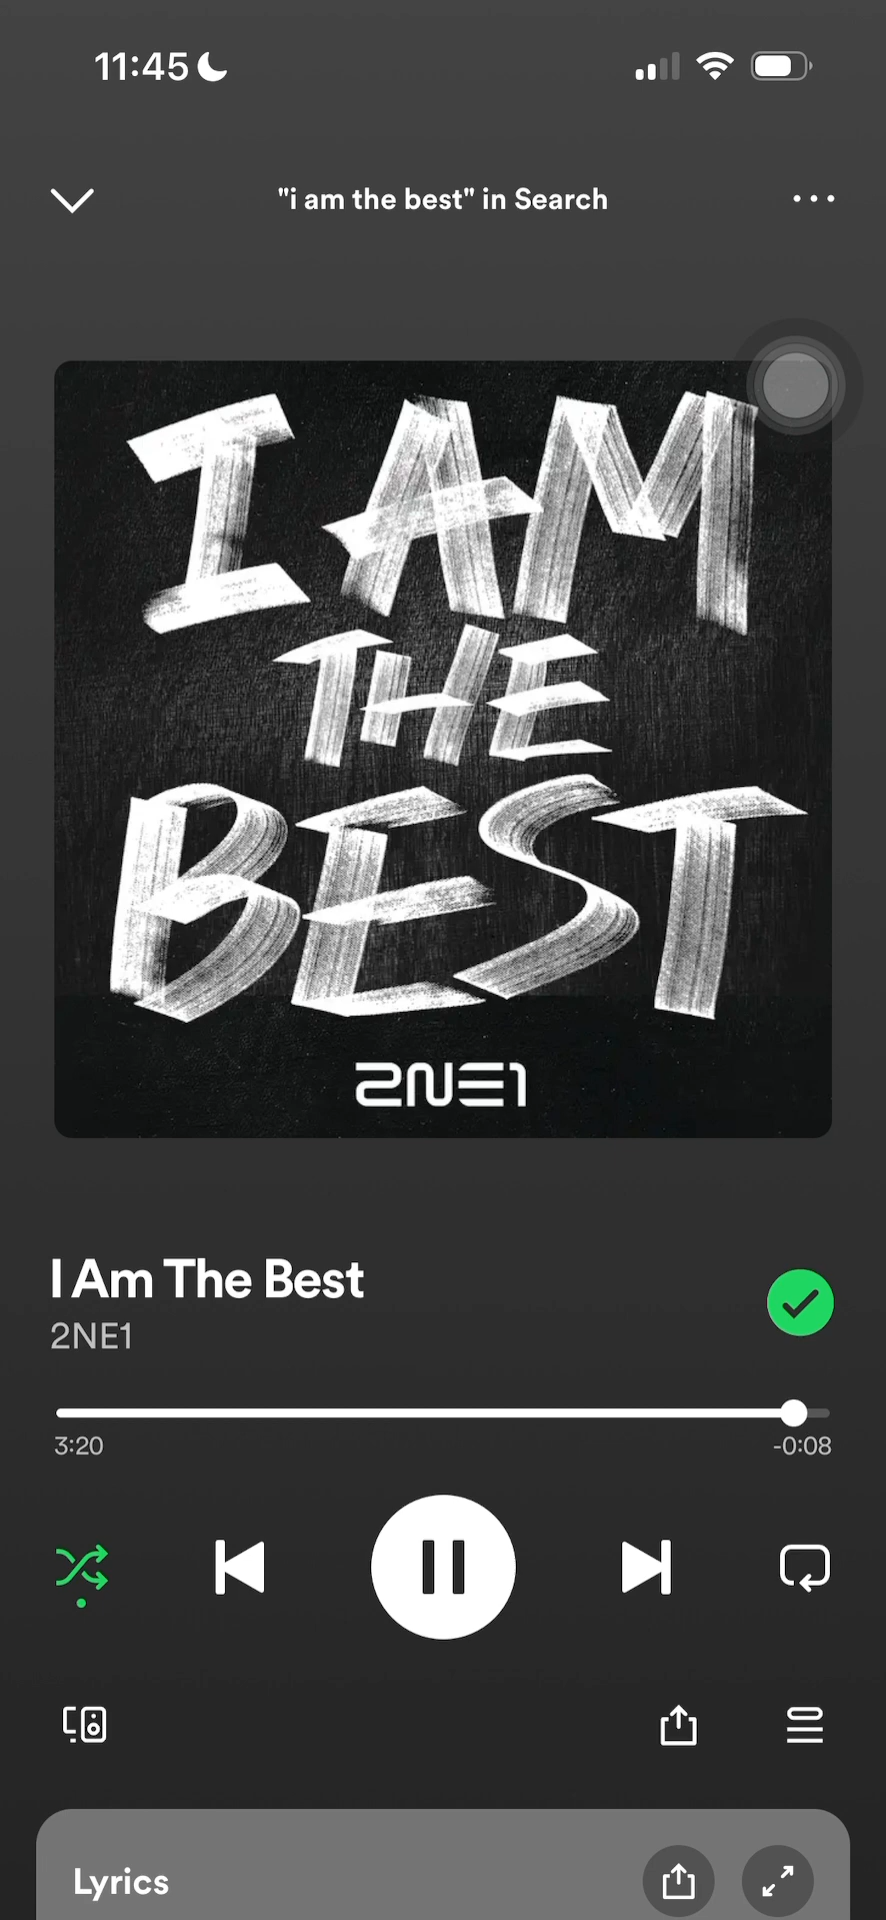 11:45
"i am the best" in Search
I AM
THE
BEST
2NE1
I Am The Best
2NE1
3:20
-0:08
Lyrics